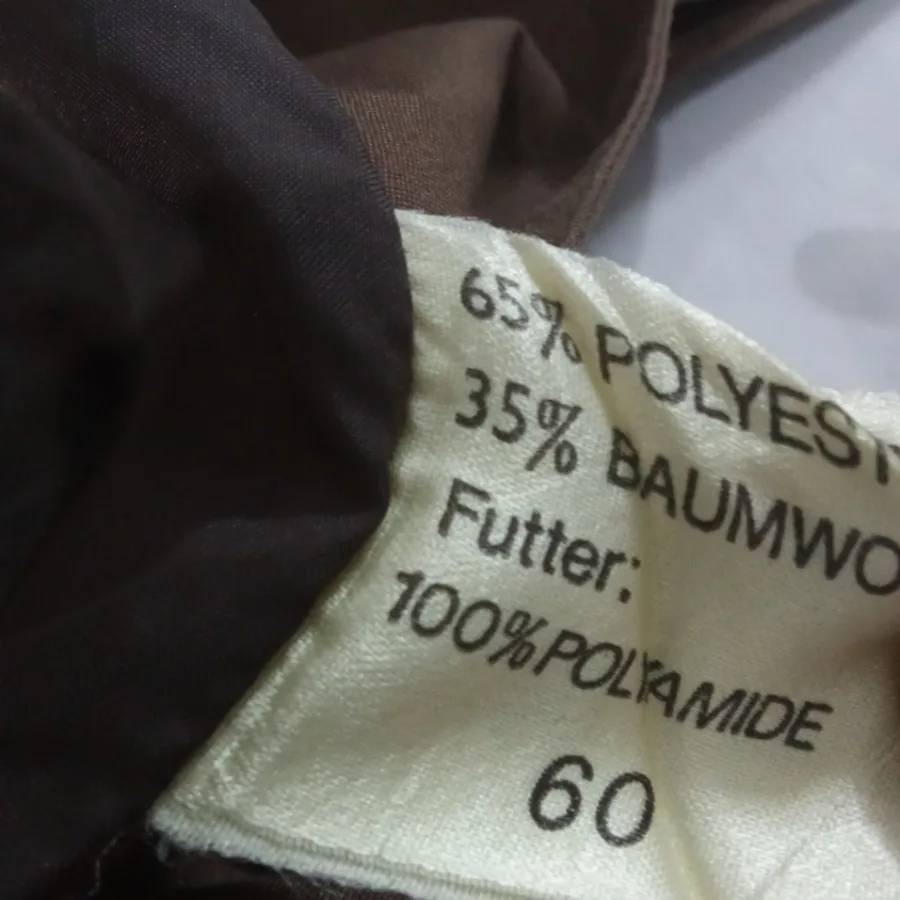 65% POLYEST
35% BAUMWO
Futter:
100%POLYAMIDE
60